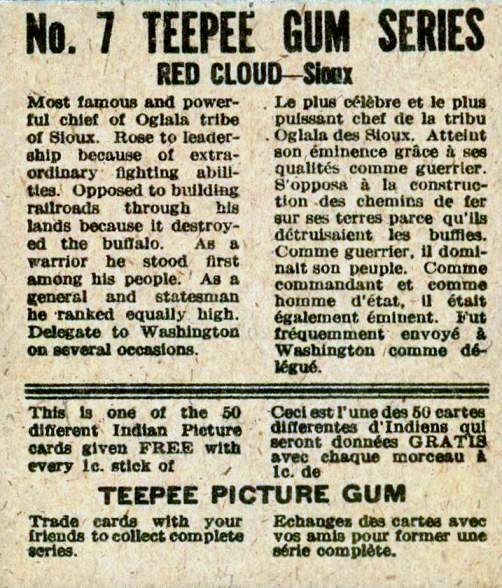 No. 7 TEEPEE GUM SERIES
RED CLOUD—Sioux
Most famous and power-
ful chief of Oglala tribe
of Sioux. Rose to leader-
ship because of extra-
ordinary fighting abili-
ties. Opposed to building
railroads through his
lands because it destroy-
ed the buffalo. As a
warrior he stood first
among his people. As a
general and statesman
he ranked equally high.
Delegate to Washington
on several occasions.
Le plus célèbre et le plus
puissant chef de la tribu
Oglala des Sioux. Atteint
son éminence grâce à ses
qualités comme guerrier.
S'opposa à la construc-
tion des chemins de fer
sur ses terres parce qu'ils
détruisaient les buffles.
Comme guerrier, il domi-
nait son peuple. Comme
commandant et comme
homme d'état, il était
également éminent. Fut
fréquemment envoyé à
Washington comme dé-
légué.
This is one of the 50
different Indian Picture
cards given FREE with
every 1c. stick of
Ceci est l'une des 50 cartes
differentes d'Indiens qui
seront données GRATIS
avec chaque morceau à
1c. de
TEEPEE PICTURE GUM
Trade cards with your
friends to collect complete
series.
Echangez des cartes avec
vos amis pour former une
série complète.